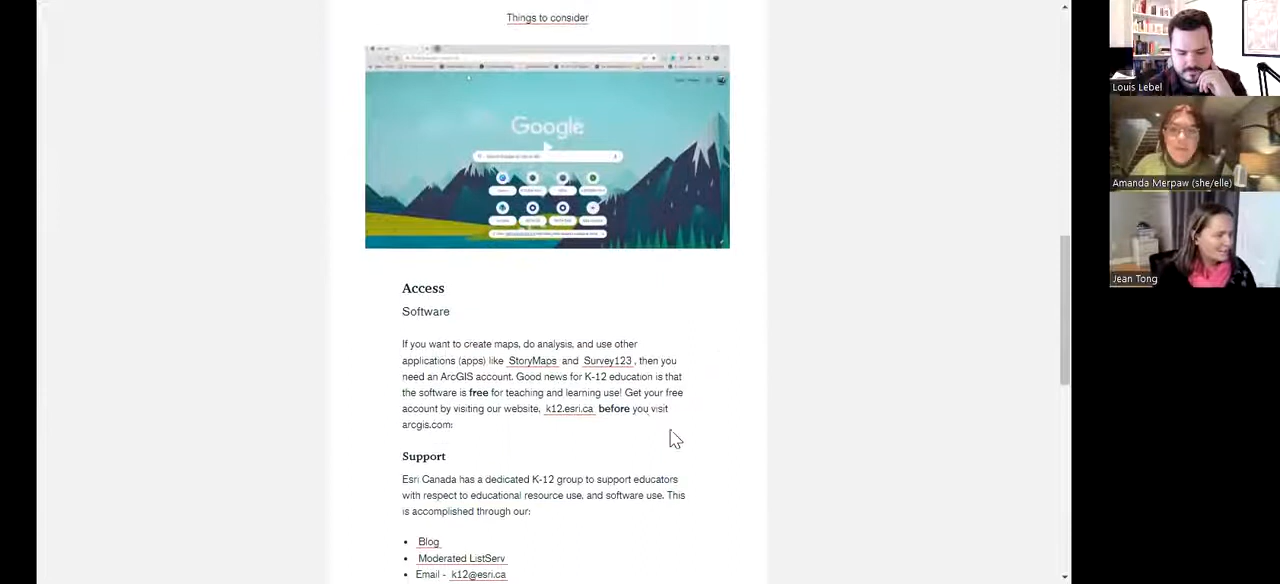 Things to consider
Google
Access
Software
If you want to create maps, do analysis, and use other
applications (apps) like StoryMaps and Survey123, then you
need an ArcGIS account. Good news for K-12 education is that
the software is free for teaching and learning use! Get your free
account by visiting our website, k12.esri.ca before you visit
arcgis.com:
Support
Esri Canada has a dedicated K-12 group to support educators
with respect to educational resource use, and software use. This
is accomplished through our:
• Blog
• Moderated ListServ
• Email - k12@esri.ca
Louis Lebel
Amanda Merpaw (she/elle)
Jean Tong